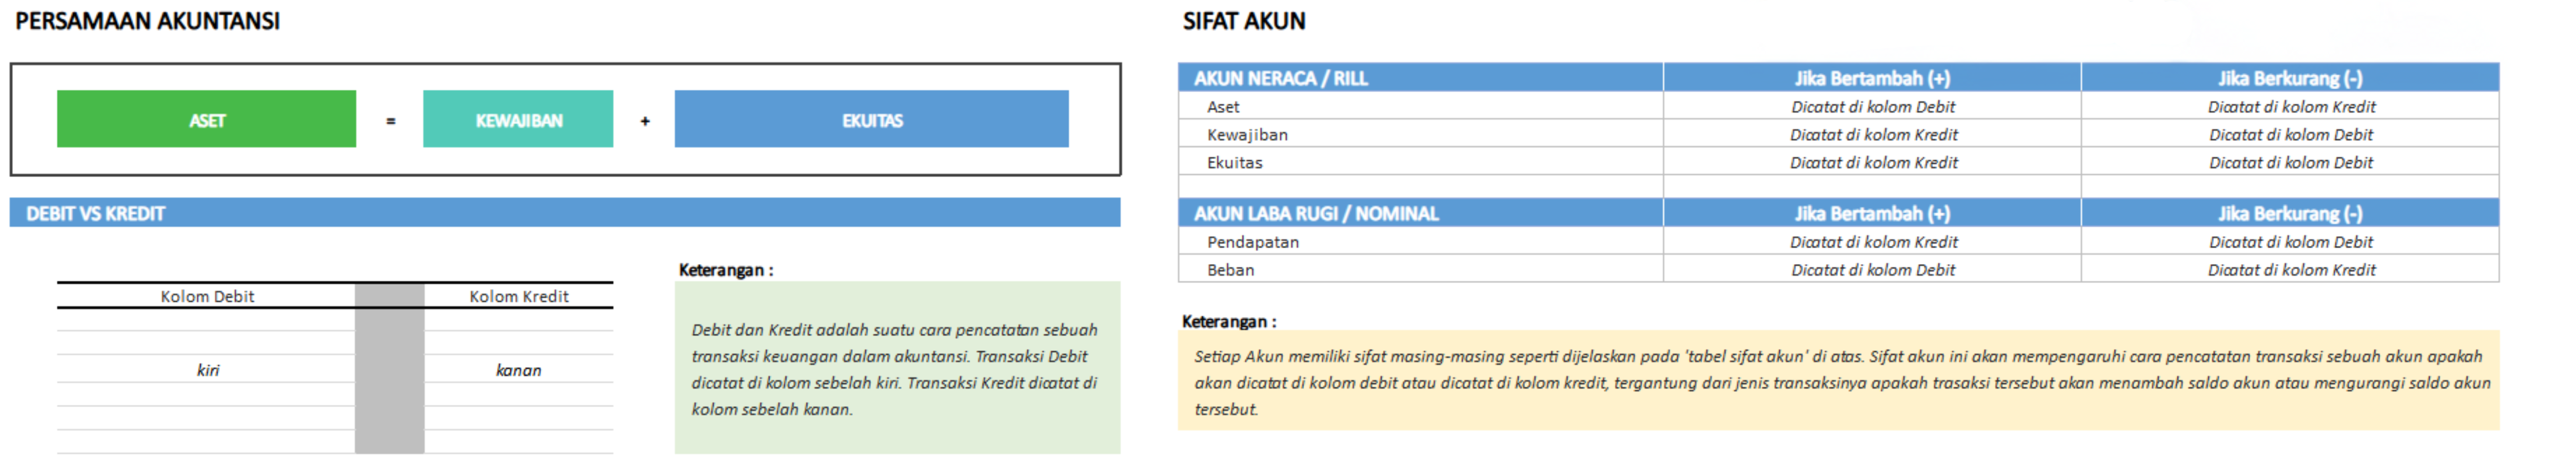 PERSAMAAN AKUNTANSI
ASET = KEWAJIBAN + EKUITAS
DEBIT VS KREDIT
Kolom Debit Kolom Kredit
kiri kanan
Keterangan :
Debit dan Kredit adalah suatu cara pencatatan sebuah
transaksi keuangan dalam akuntansi. Transaksi Debit
dicatat di kolom sebelah kiri. Transaksi Kredit dicatat di
kolom sebelah kanan.
SIFAT AKUN
AKUN NERACA / RILL Jika Bertambah (+) Jika Berkurang (-)
Aset Dicatat di kolom Debit Dicatat di kolom Kredit
Kewajiban Dicatat di kolom Kredit Dicatat di kolom Debit
Ekuitas Dicatat di kolom Kredit Dicatat di kolom Debit
AKUN LABA RUGI / NOMINAL Jika Bertambah (+) Jika Berkurang (-)
Pendapatan Dicatat di kolom Kredit Dicatat di kolom Debit
Beban Dicatat di kolom Debit Dicatat di kolom Kredit
Keterangan :
Setiap Akun memiliki sifat masing-masing seperti dijelaskan pada 'tabel sifat akun' di atas. Sifat akun ini akan mempengaruhi cara pencatatan transaksi sebuah akun apakah
akan dicatat di kolom debit atau dicatat di kolom kredit, tergantung dari jenis transaksinya apakah trasaksi tersebut akan menambah saldo akun atau mengurangi saldo akun
tersebut.